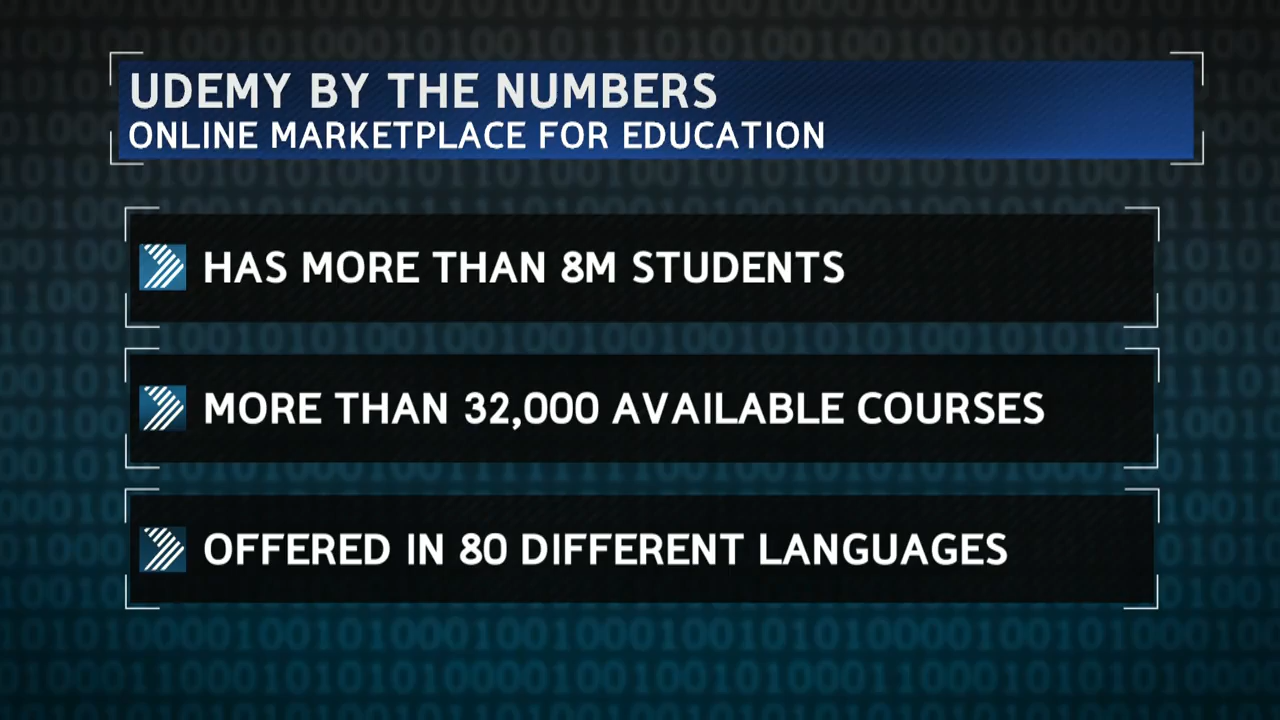 UDEMY BY THE NUMBERS
ONLINE MARKETPLACE FOR EDUCATION
HAS MORE THAN 8M STUDENTS
MORE THAN 32,000 AVAILABLE COURSES
OFFERED IN 80 DIFFERENT LANGUAGES